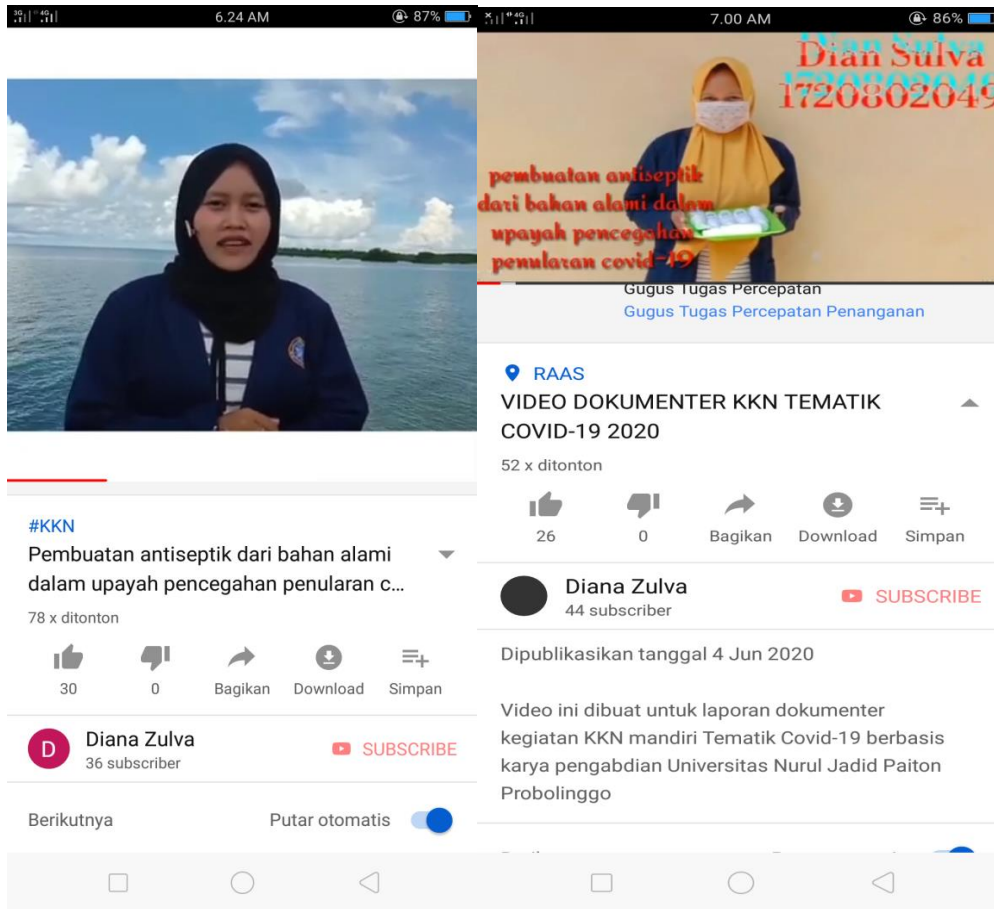 6.24 AM
87%
#KKN
Pembuatan antiseptik dari bahan alami
dalam upayah pencegahan penularan c...
78 x ditonton
30
0
Bagikan
Download
Simpan
D
Diana Zulva
36 subscriber
SUBSCRIBE
Berikutnya
Putar otomatis
7.00 AM
86%
Dian Sulva
1720802049
pembuatan antiseptik
dari bahan alami dalam
upayah pencegahan
penularan covid-19
Gugus Tugas Percepatan
Gugus Tugas Percepatan Penanganan
RAAS
VIDEO DOKUMENTER KKN TEMATIK
COVID-19 2020
52 x ditonton
26
0
Bagikan
Download
Simpan
Diana Zulva
44 subscriber
SUBSCRIBE
Dipublikasikan tanggal 4 Jun 2020
Video ini dibuat untuk laporan dokumenter
kegiatan KKN mandiri Tematik Covid-19 berbasis
karya pengabdian Universitas Nurul Jadid Paiton
Probolinggo